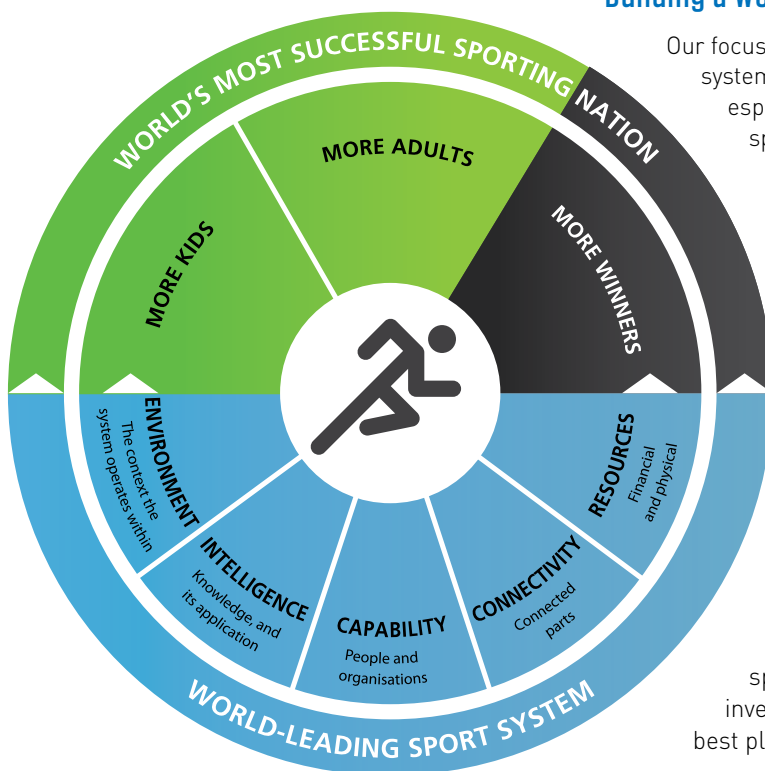 Building a Wo
Our focus
system
esp
sp
WORLD'S MOST SUCCESSFUL SPORTING NATION
MORE KIDS
MORE ADULTS
MORE WINNERS
ENVIRONMENT
The context the
system operates within
INTELLIGENCE
Knowledge, and
its application
CAPABILITY
People and
organisations
CONNECTIVITY
Connected
parts
RESOURCES
Financial
and physical
WORLD-LEADING SPORT SYSTEM
sp
inve
best pl